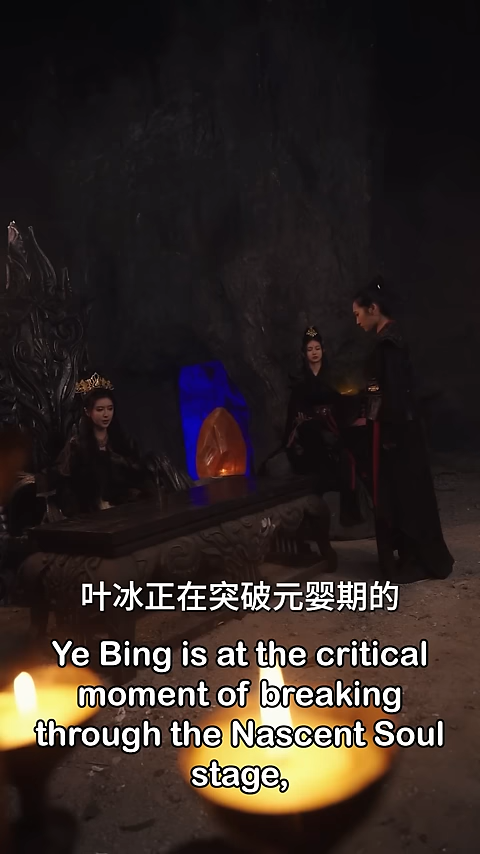 叶冰正在突破元婴期的
Ye Bing is at the critical
moment of breaking
through the Nascent Soul
stage,